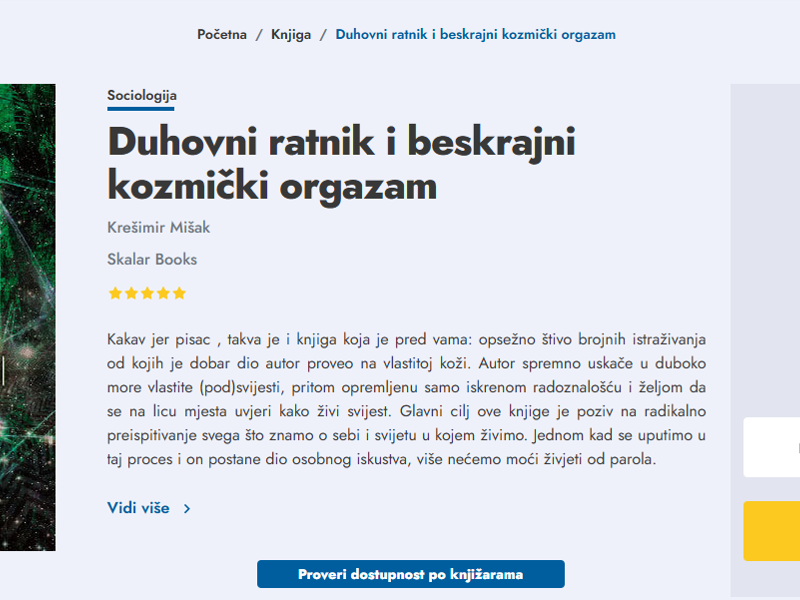 Početna / Knjiga / Duhovni ratnik i beskrajni kozmički orgazam
Sociologija
Duhovni ratnik i beskrajni
kozmički orgazam
Krešimir Mišak
Skalar Books
Kakav jer pisac , takva je i knjiga koja je pred vama: opsežno štivo brojnih istraživanja
od kojih je dobar dio autor proveo na vlastitoj koži. Autor spremno uskače u duboko
more vlastite (pod)svijesti, pritom opremljenu samo iskrenom radoznalošću i željom da
se na licu mjesta uvjeri kako živi svijest. Glavni cilj ove knjige je poziv na radikalno
preispitivanje svega što znamo o sebi i svijetu u kojem živimo. Jednom kad se uputimo u
taj proces i on postane dio osobnog iskustva, više nećemo moći živjeti od parola.
Vidi više
Proveri dostupnost po knjižarama